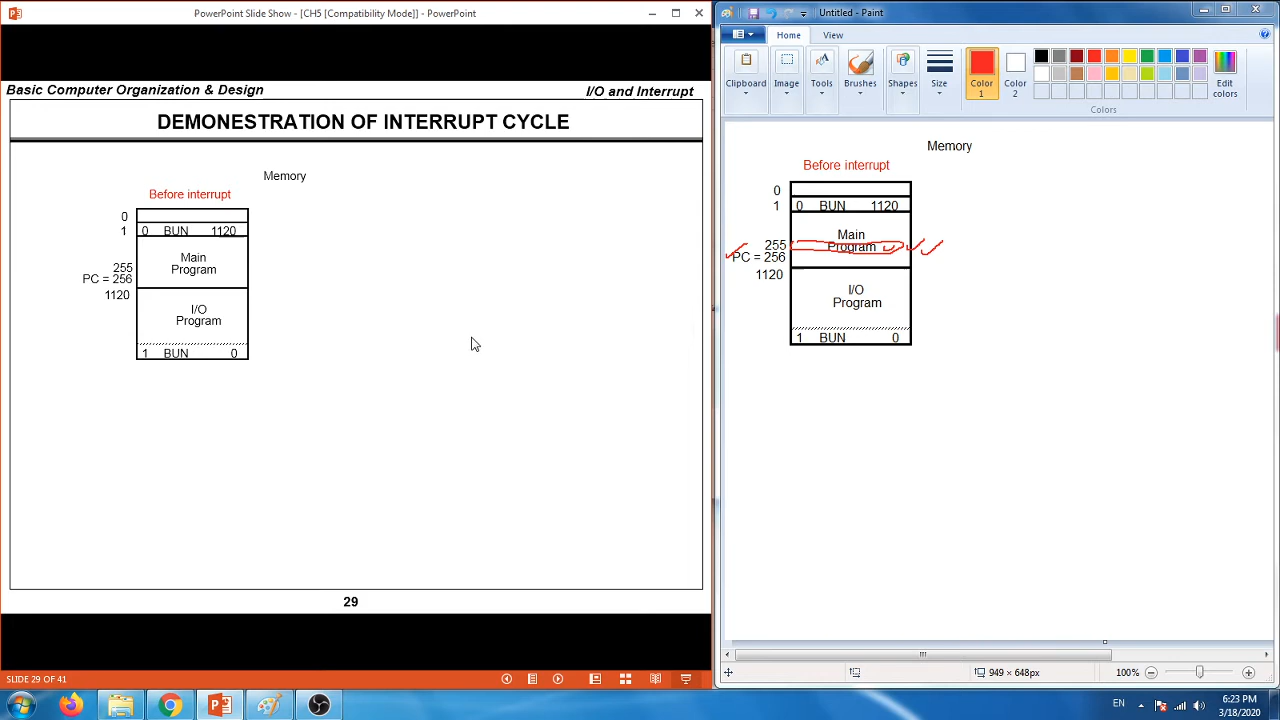 PowerPoint Slide Show - [CH5 [Compatibility Mode]] - PowerPoint
Basic Computer Organization & Design
I/O and Interrupt
DEMONESTRATION OF INTERRUPT CYCLE
Memory
Before interrupt
0
1 0 BUN 1120
Main
Program
255
PC = 256
1120
I/O
Program
1 BUN 0
29
SLIDE 29 OF 41
Untitled - Paint
Home View
Clipboard
Image
Tools
Brushes
Shapes
Size
Color
1
Color
2
Edit
colors
Colors
Memory
Before interrupt
0
1 0 BUN 1120
Main
255 Program
PC = 256
1120
I/O
Program
1 BUN 0
949 × 648px
100%
EN
6:23 PM
3/18/2020